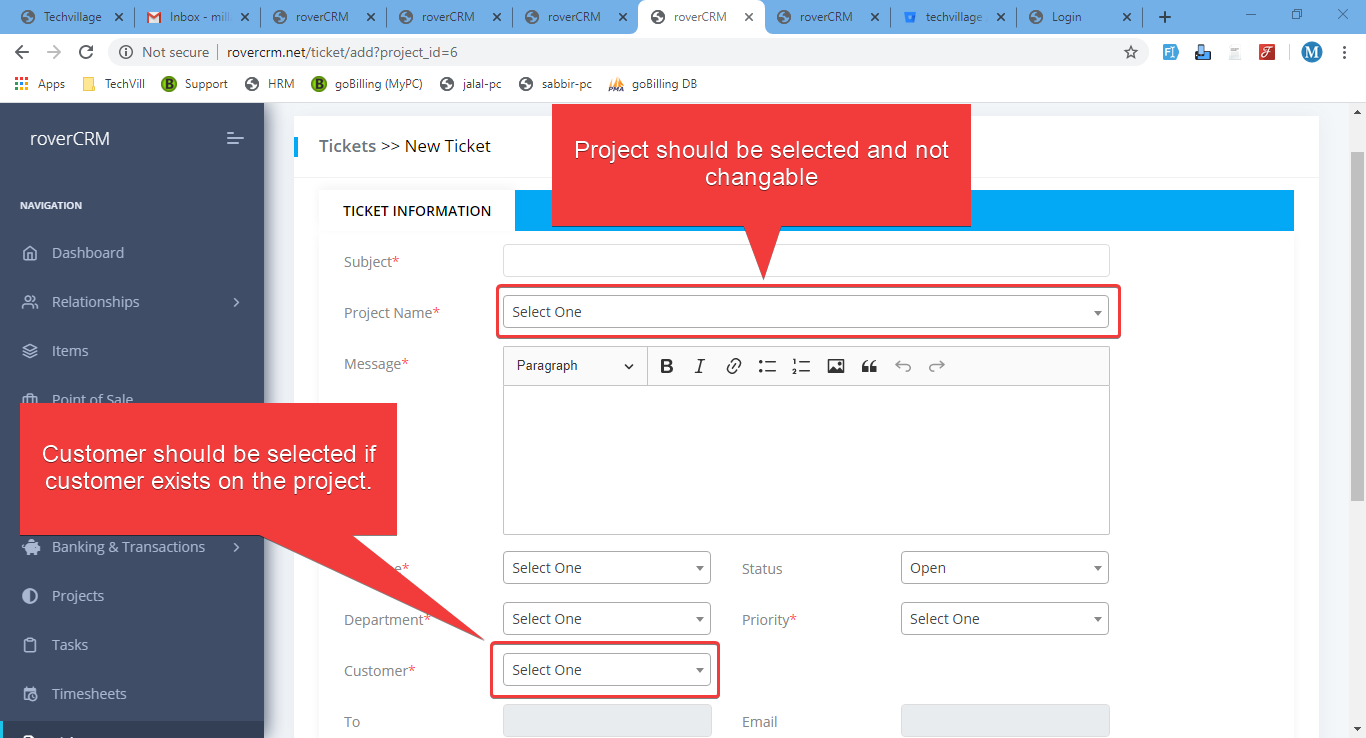 Techvillage
Inbox - mill
roverCRM
roverCRM
roverCRM
roverCRM
roverCRM
techvillage
Login
Not secure
rovercrm.net/ticket/add?project_id=6
M
Apps
TechVill
Support
HRM
goBilling (MyPC)
jalal-pc
sabbir-pc
goBilling DB
roverCRM
NAVIGATION
Dashboard
Relationships
Items
Point of Sale
Banking & Transactions
Projects
Tasks
Timesheets
Tickets >> New Ticket
Project should be selected and not
changable
TICKET INFORMATION
Subject*
Project Name*
Select One
Message*
Paragraph
Customer should be selected if
customer exists on the project.
Select One
Status
Open
Department*
Select One
Priority*
Select One
Customer*
Select One
To
Email